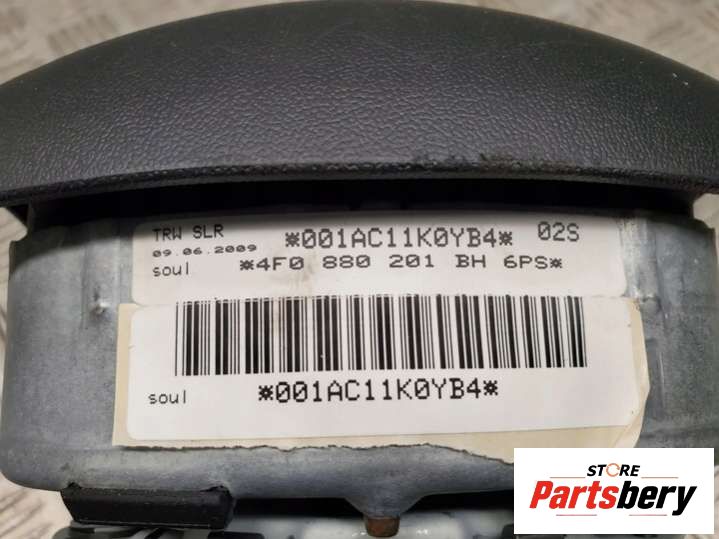 TRW SLR *001AC11K0YB4* 02S
09.06.2009
soul *4F0 880 201 BH 6PS*
soul *001AC11K0YB4*
STORE
Partsbery